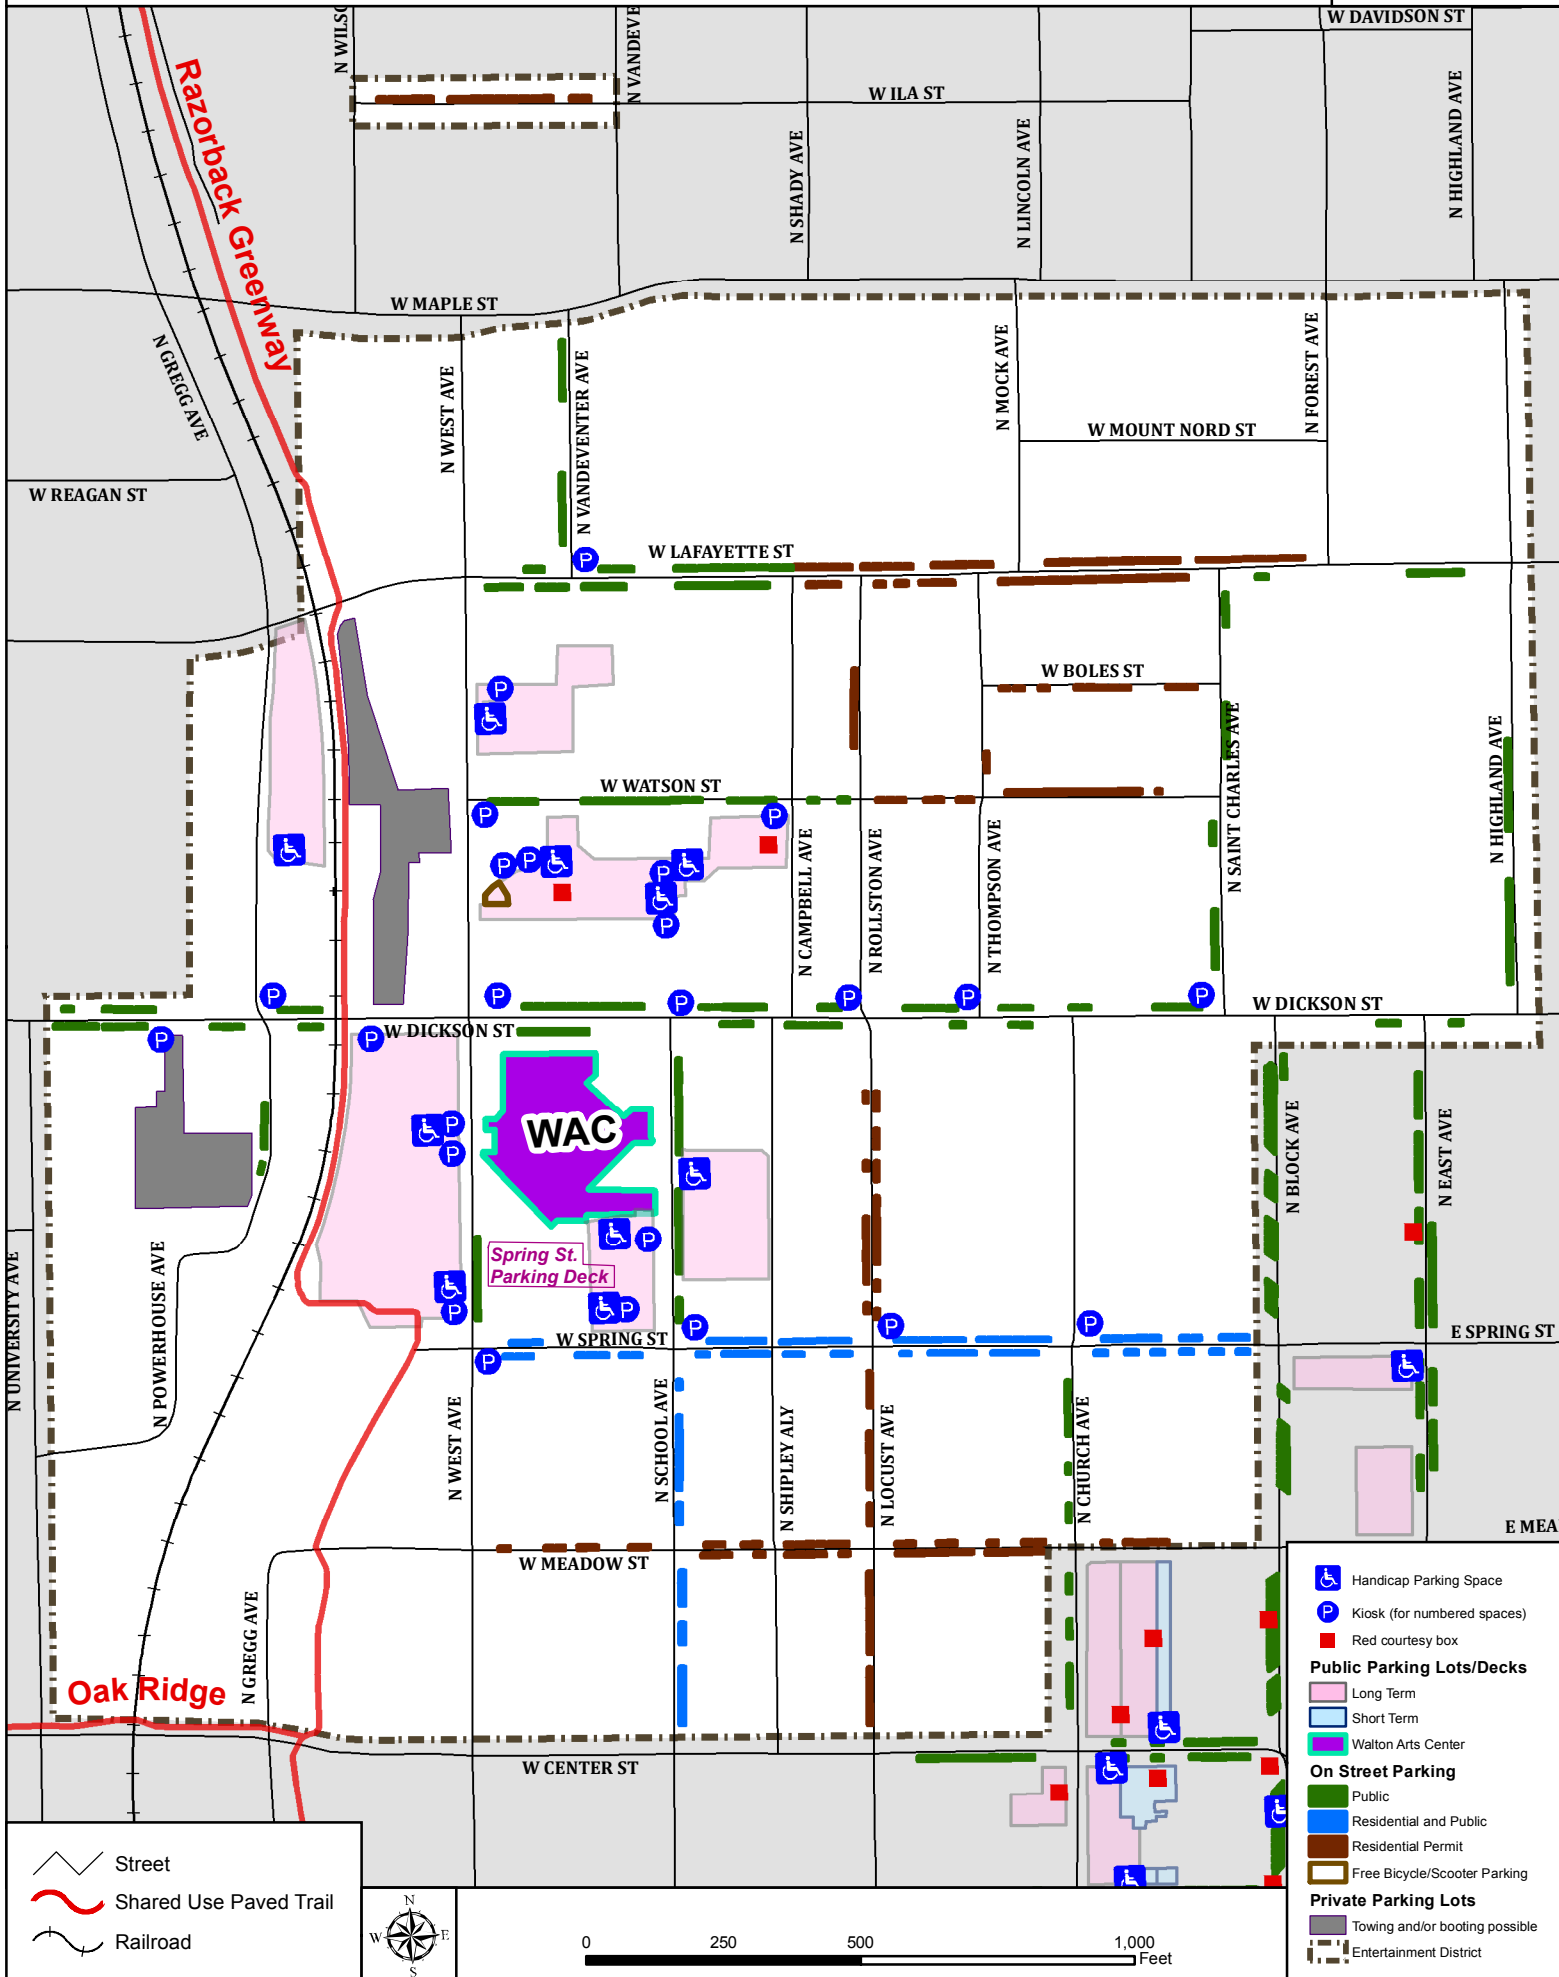 W DAVIDSON ST
N WILSO
N VANDEVE
W ILA ST
N SHADY AVE
N LINCOLN AVE
N HIGHLAND AVE
Razorback Greenway
W MAPLE ST
N GREGG AVE
N WEST AVE
N VANDEVENTER AVE
N MOCK AVE
N FOREST AVE
W MOUNT NORD ST
W REAGAN ST
W LAFAYETTE ST
P
W BOLES ST
P
N SAINT CHARLES AVE
N HIGHLAND AVE
W WATSON ST
P
P
N CAMPBELL AVE
N ROLLSTON AVE
N THOMPSON AVE
P
P
P
P
P
P
P
P
P
P
W DICKSON ST
P
P
W DICKSON ST
WAC
P
P
N BLOCK AVE
N EAST AVE
N UNIVERSITY AVE
N POWERHOUSE AVE
Spring St.
Parking Deck
P
P
P
W SPRING ST
P
P
P
E SPRING ST
P
N WEST AVE
N SCHOOL AVE
N SHIPLEY ALY
N LOCUST AVE
N CHURCH AVE
E MEA
W MEADOW ST
N GREGG AVE
Oak Ridge
W CENTER ST
Handicap Parking Space
P Kiosk (for numbered spaces)
Red courtesy box
Public Parking Lots/Decks
Long Term
Short Term
Walton Arts Center
On Street Parking
Public
Residential and Public
Residential Permit
Free Bicycle/Scooter Parking
Private Parking Lots
Towing and/or booting possible
Entertainment District
Street
Shared Use Paved Trail
Railroad
N
W E
S
0 250 500 1,000
Feet